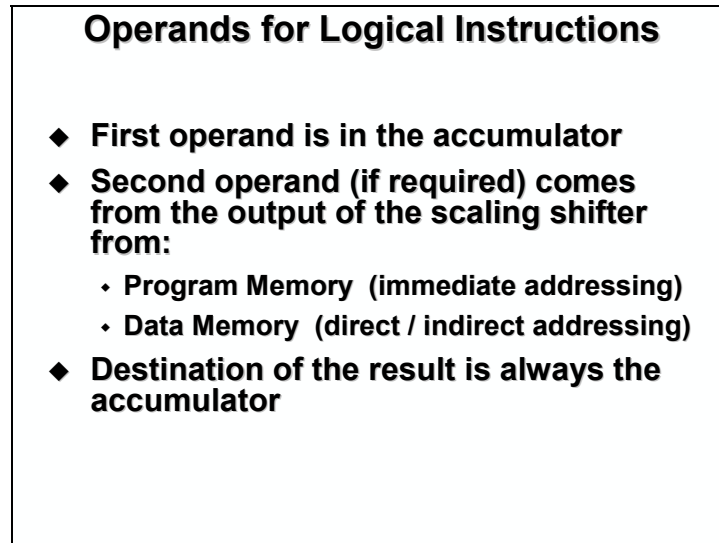 Operands for Logical Instructions
◆ First operand is in the accumulator
◆ Second operand (if required) comes
from the output of the scaling shifter
from:
◆ Program Memory (immediate addressing)
◆ Data Memory (direct / indirect addressing)
◆ Destination of the result is always the
accumulator